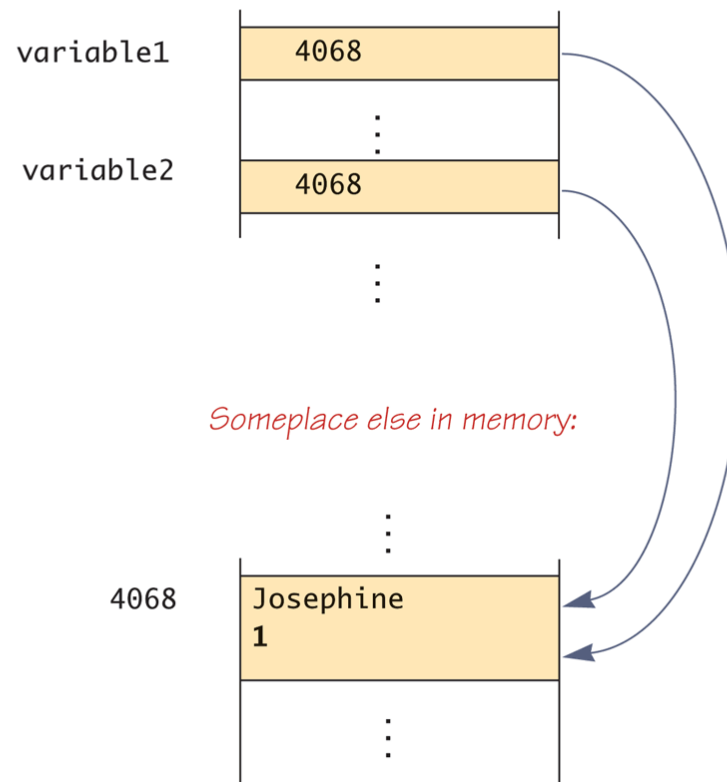 variable1 4068
variable2 4068
Someplace else in memory:
4068 Josephine
1